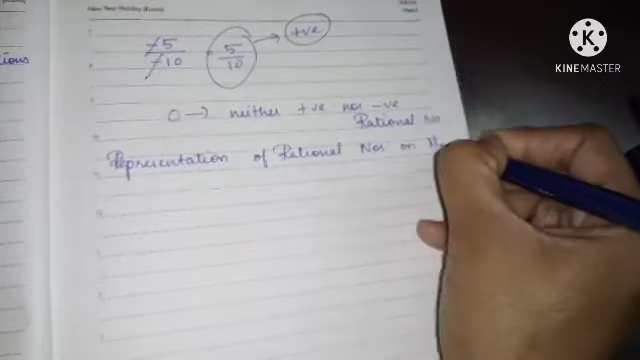 -5/-10 5/10 → +ve
0 → neither +ve nor -ve
Rational No
Representation of Rational Nos on
KINEMASTER